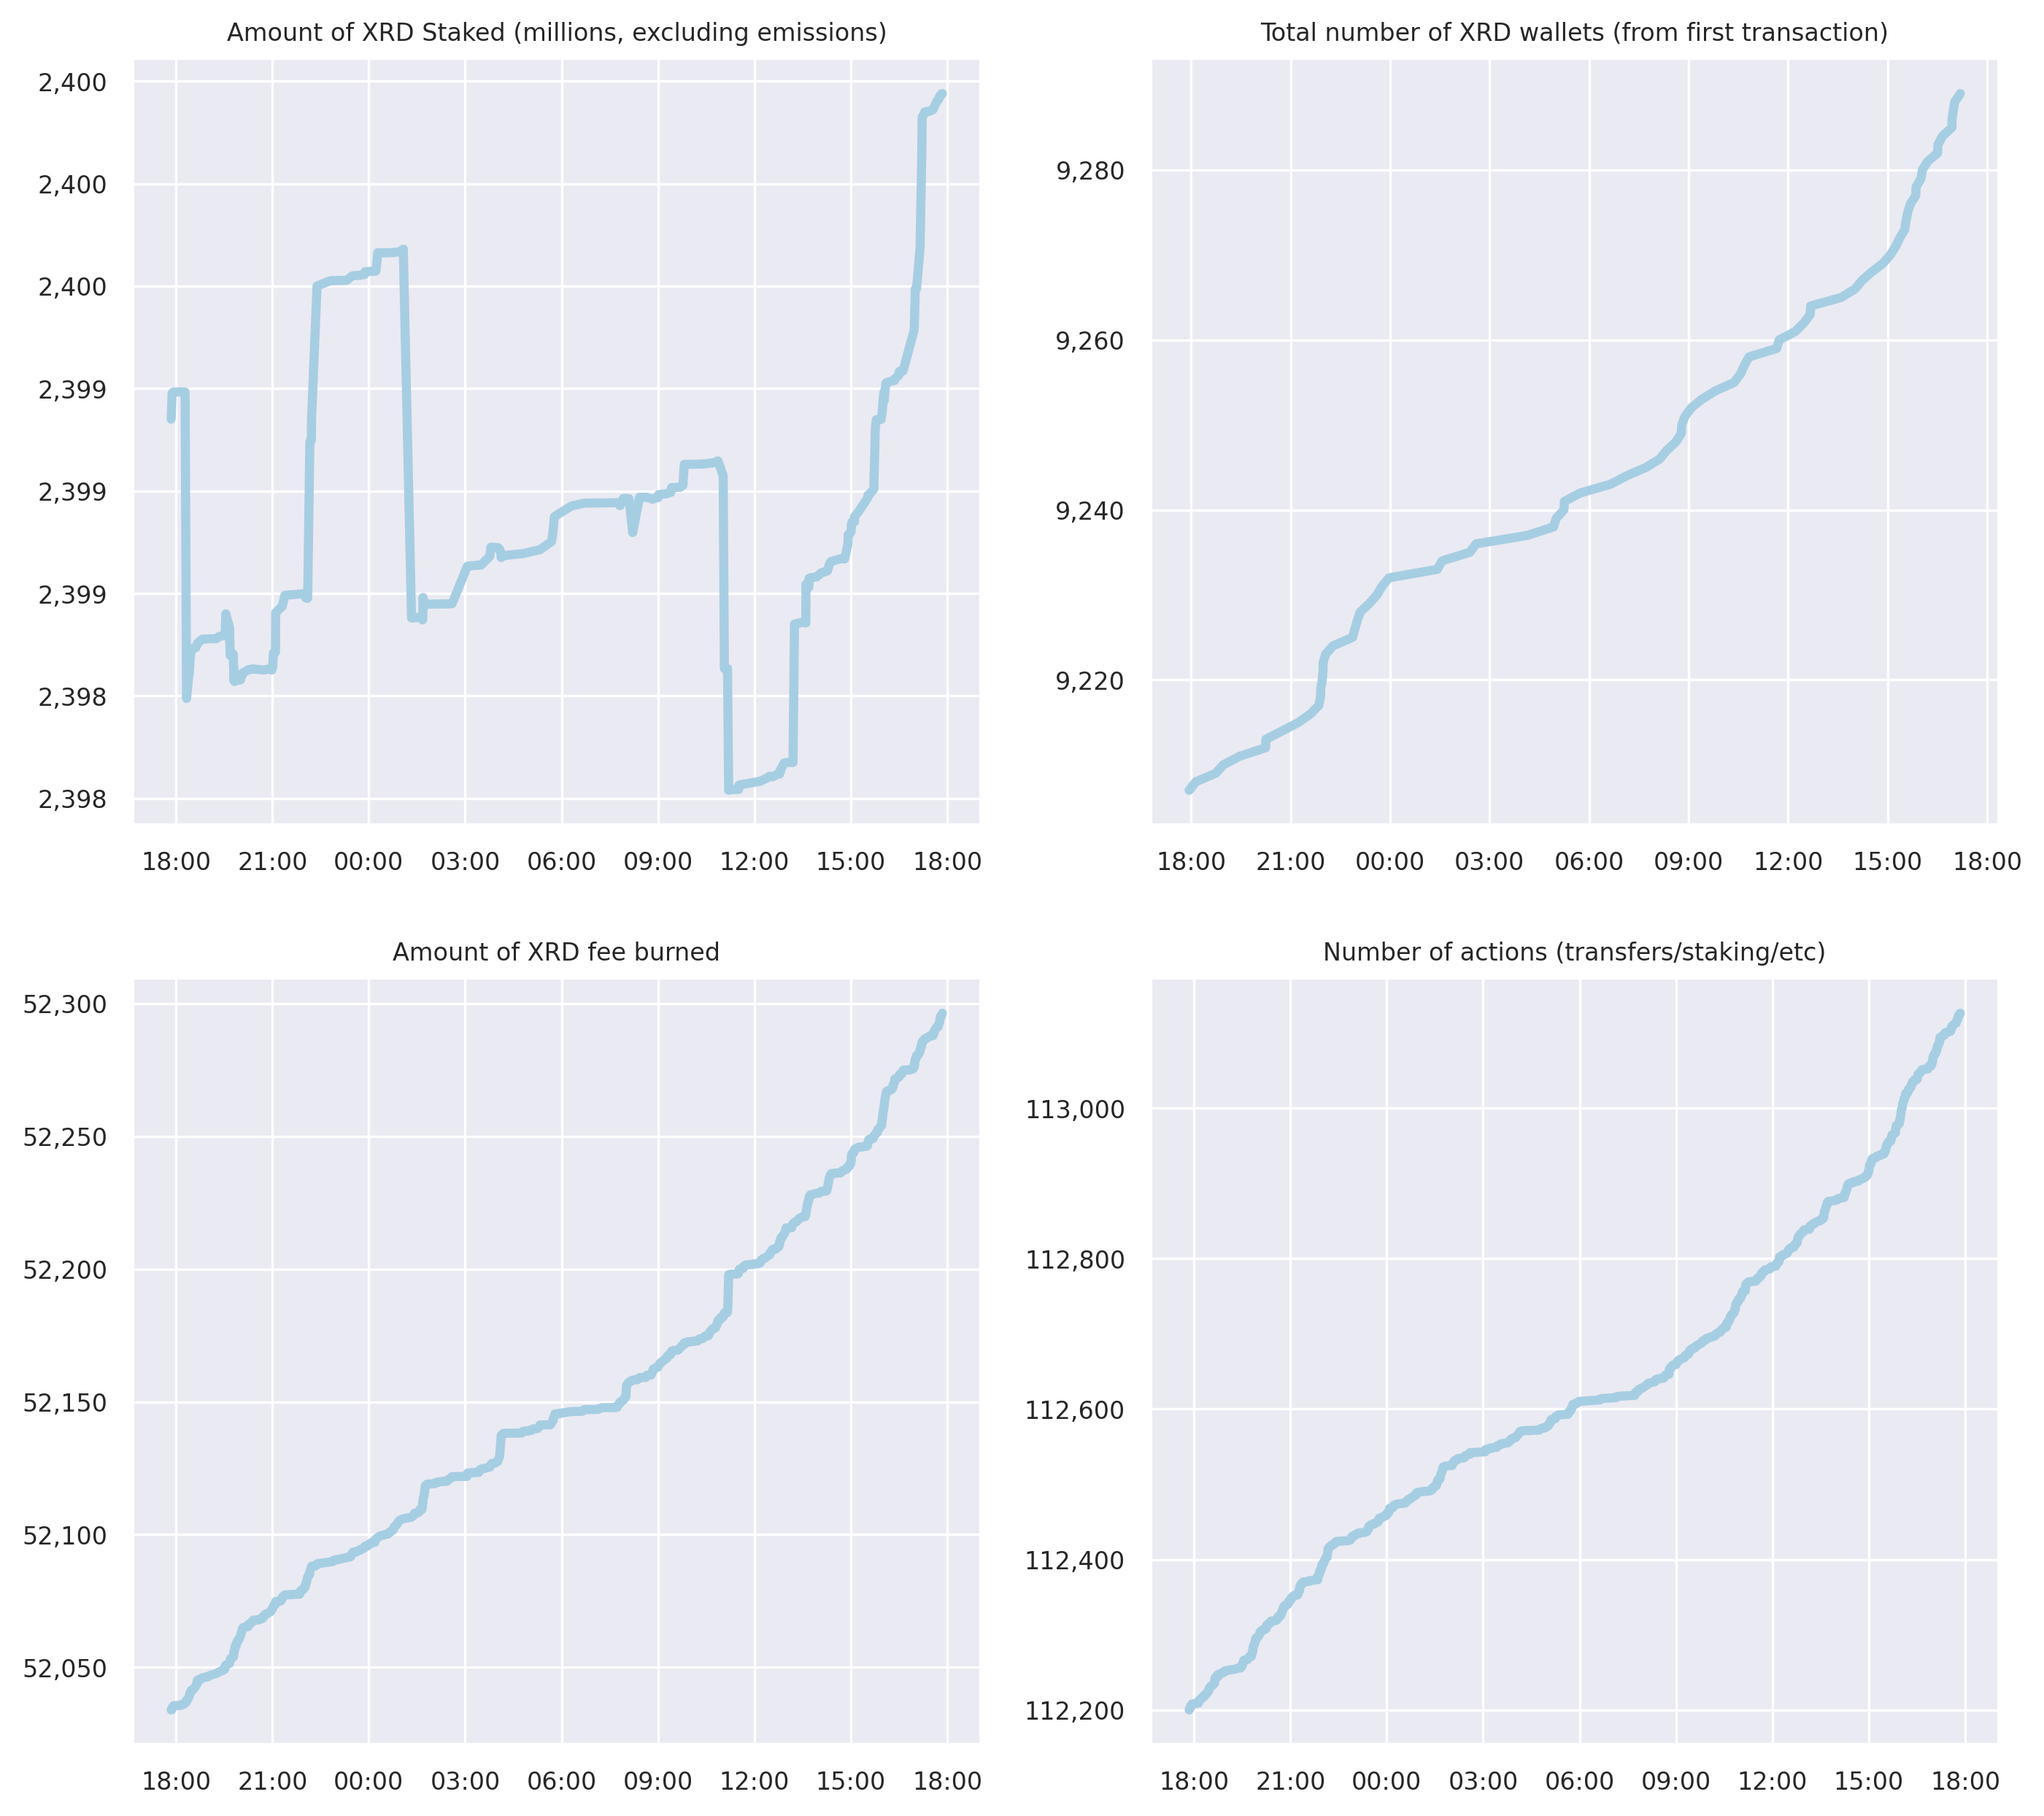 Amount of XRD Staked (millions, excluding emissions)
2,400
2,400
2,400
2,399
2,399
2,399
2,398
2,398
18:00 21:00 00:00 03:00 06:00 09:00 12:00 15:00 18:00
Total number of XRD wallets (from first transaction)
9,280
9,260
9,240
9,220
18:00 21:00 00:00 03:00 06:00 09:00 12:00 15:00 18:00
Amount of XRD fee burned
52,300
52,250
52,200
52,150
52,100
52,050
18:00 21:00 00:00 03:00 06:00 09:00 12:00 15:00 18:00
Number of actions (transfers/staking/etc)
113,000
112,800
112,600
112,400
112,200
18:00 21:00 00:00 03:00 06:00 09:00 12:00 15:00 18:00